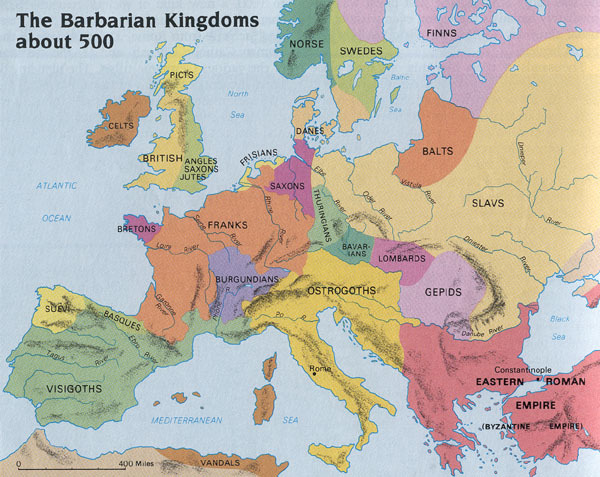 The Barbarian Kingdoms
about 500
NORSE
SWEDES
FINNS
PICTS
North
Sea
Baltic
Sea
CELTS
DANES
BRITISH
ANGLES
SAXONS
JUTES
FRISIANS
BALTS
ATLANTIC
OCEAN
SAXONS
Elbe
River
Oder
River
Vistula River
Dnieper
River
SLAVS
THURINGIANS
BRETONS
FRANKS
Seine
River
Rhine
River
Loire River
BAVAR-
IANS
LOMBARDS
Dniester
River
BURGUNDIANS
OSTROGOTHS
GEPIDS
SUEVI
BASQUES
Garonne
River
Rhone
Po R.
Danube River
Black
Sea
Ebro
River
Tagus River
VISIGOTHS
Rome
Constantinople
EASTERN ROMAN
EMPIRE
(BYZANTINE EMPIRE)
MEDITERRANEAN SEA
VANDALS
0 400 Miles